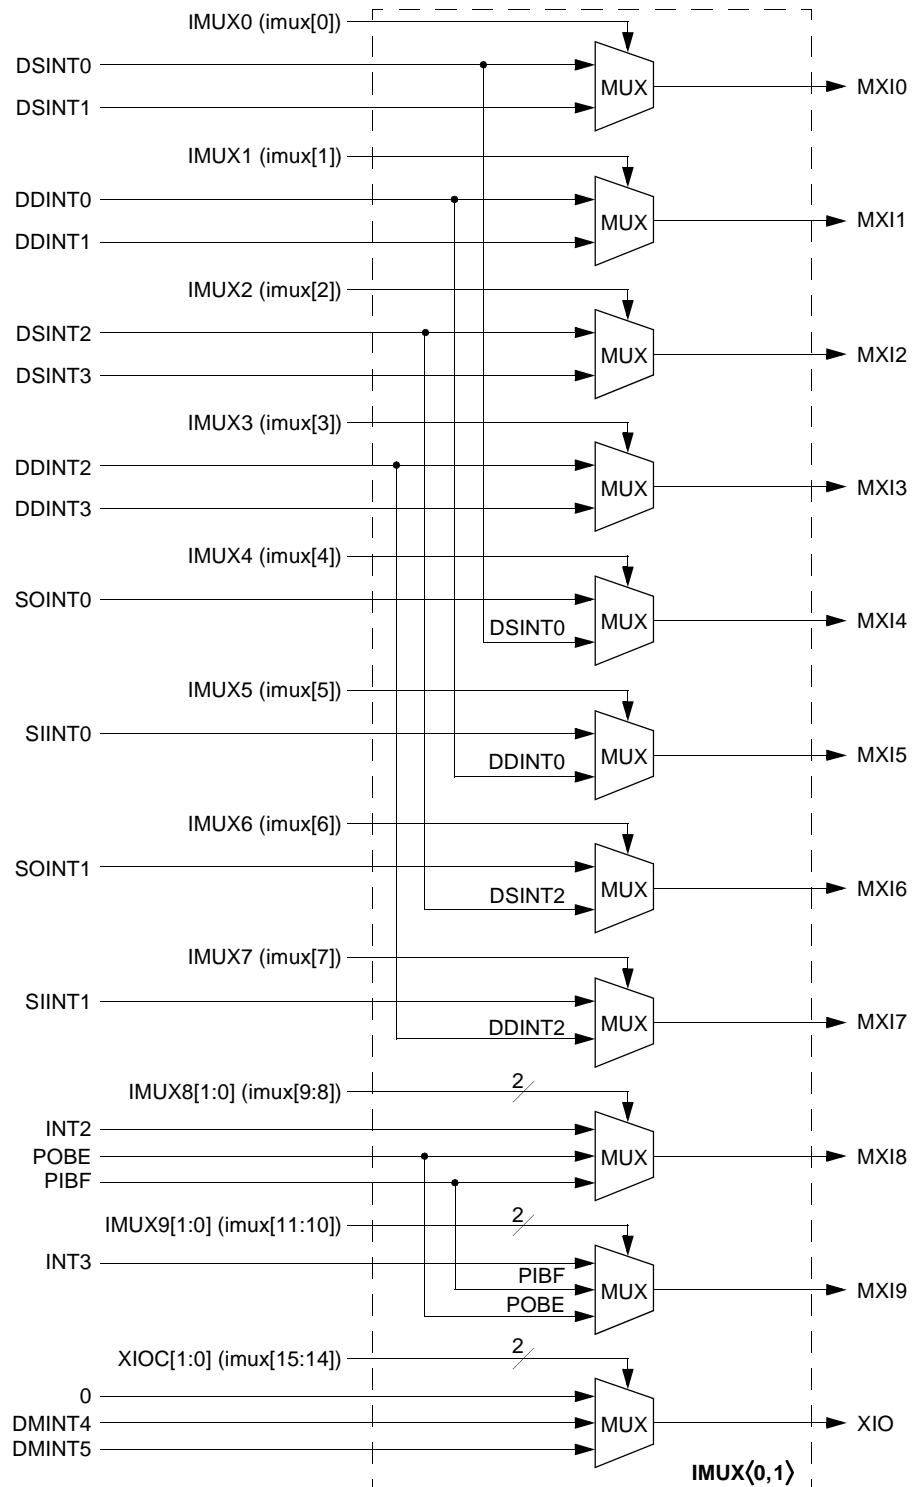 IMUX0 (imux[0])
DSINT0
MUX
MXI0
DSINT1
IMUX1 (imux[1])
DDINT0
MUX
MXI1
DDINT1
IMUX2 (imux[2])
DSINT2
MUX
MXI2
DSINT3
IMUX3 (imux[3])
DDINT2
MUX
MXI3
DDINT3
IMUX4 (imux[4])
SOINT0
MUX
MXI4
DSINT0
IMUX5 (imux[5])
SIINT0
MUX
MXI5
DDINT0
IMUX6 (imux[6])
SOINT1
MUX
MXI6
DSINT2
IMUX7 (imux[7])
SIINT1
MUX
MXI7
DDINT2
2
IMUX8[1:0] (imux[9:8])
INT2
POBE
MUX
MXI8
PIBF
2
IMUX9[1:0] (imux[11:10])
INT3
PIBF
MUX
MXI9
POBE
2
XIOC[1:0] (imux[15:14])
0
DMINT4
MUX
XIO
DMINT5
IMUX⟨0,1⟩